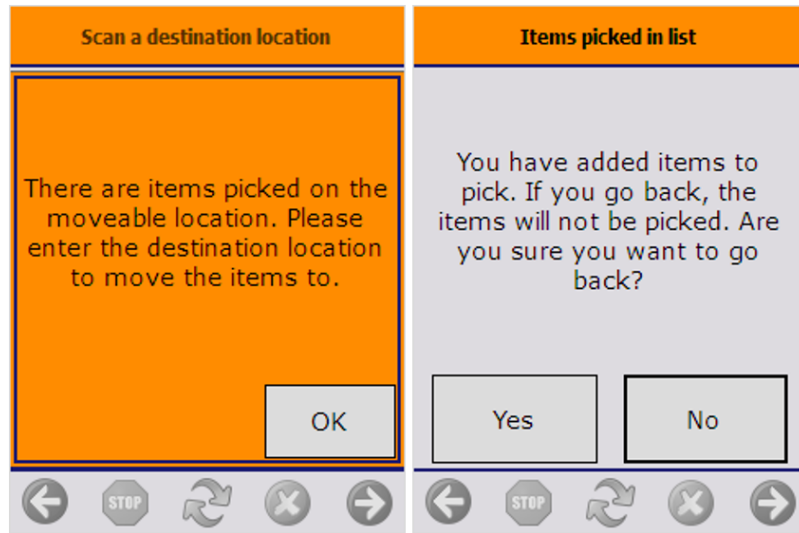 Scan a destination location
There are items picked on the
moveable location. Please
enter the destination location
to move the items to.
OK
STOP
Items picked in list
You have added items to
pick. If you go back, the
items will not be picked. Are
you sure you want to go
back?
Yes
No
STOP